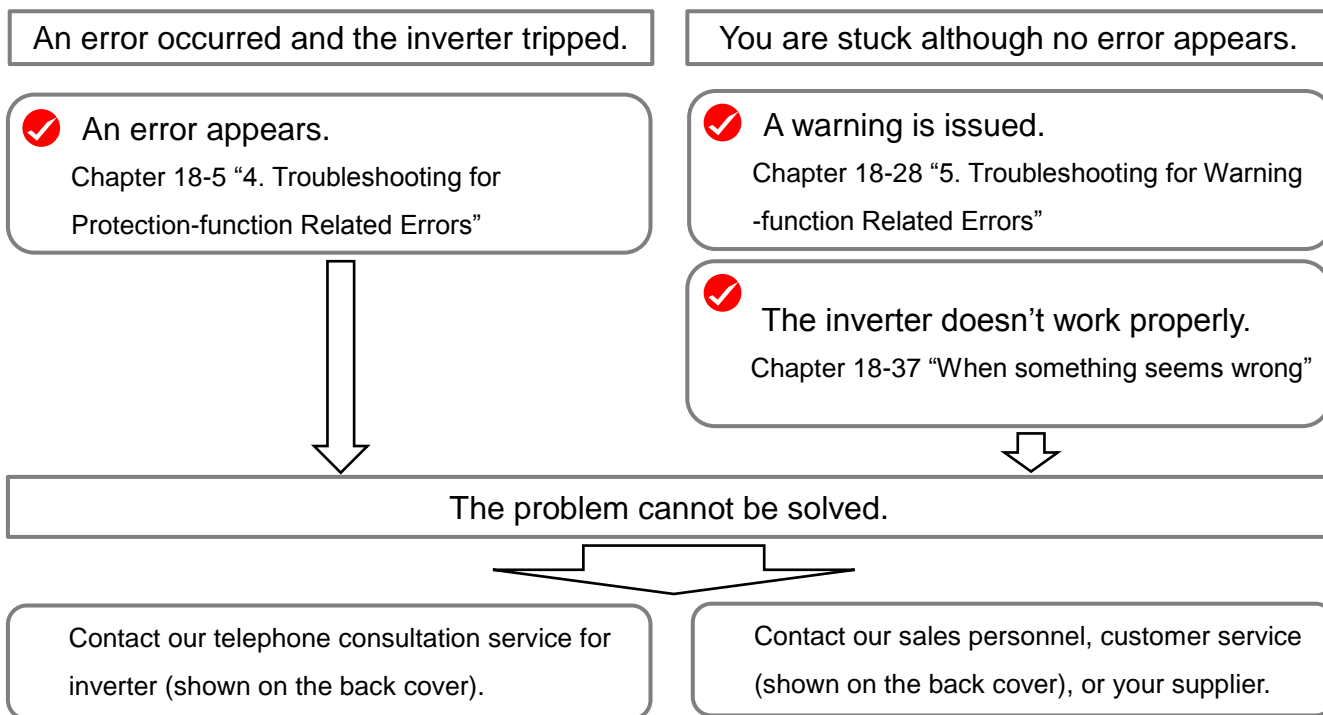 An error occurred and the inverter tripped.
You are stuck although no error appears.
An error appears.
Chapter 18-5 “4. Troubleshooting for
Protection-function Related Errors”
A warning is issued.
Chapter 18-28 “5. Troubleshooting for Warning
-function Related Errors”
The inverter doesn’t work properly.
Chapter 18-37 “When something seems wrong”
The problem cannot be solved.
Contact our telephone consultation service for
inverter (shown on the back cover).
Contact our sales personnel, customer service
(shown on the back cover), or your supplier.